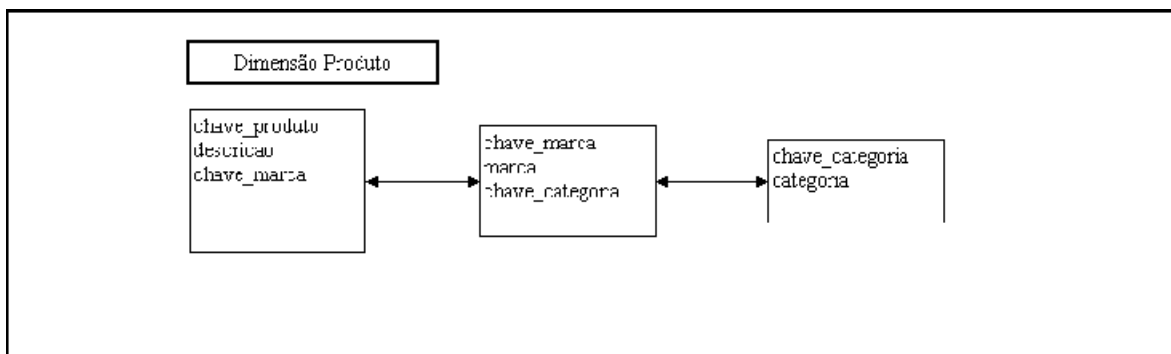 Dimensão Produto
chave_produto
descricao
chave_marca
chave_marca
marca
chave_categoria
chave_categoria
categoria